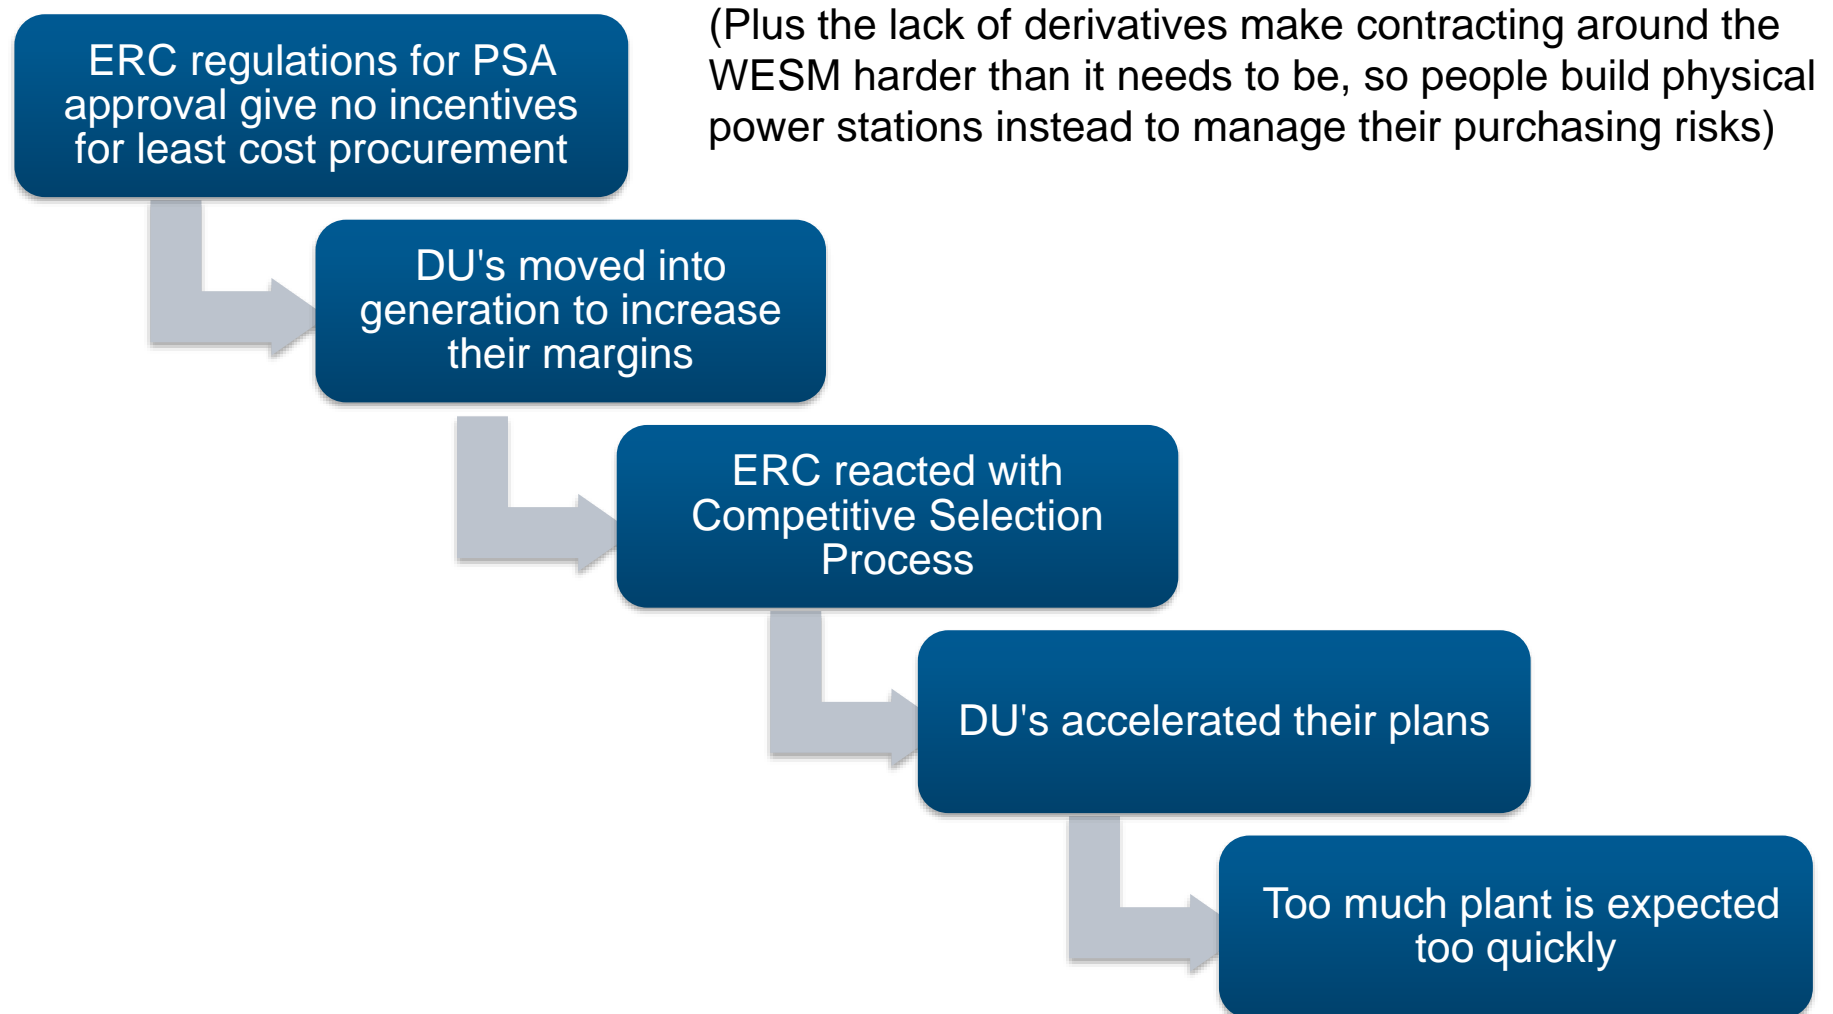 ERC regulations for PSA
approval give no incentives
for least cost procurement
(Plus the lack of derivatives make contracting around the
WESM harder than it needs to be, so people build physical
power stations instead to manage their purchasing risks)
DU's moved into
generation to increase
their margins
ERC reacted with
Competitive Selection
Process
DU's accelerated their plans
Too much plant is expected
too quickly